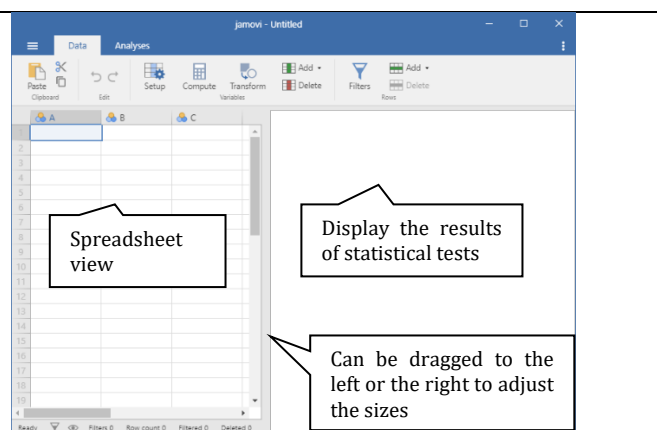 jamovi - Untitled
Data Analyses
Paste Setup Compute Transform Add Delete Filters Add Delete
Clipboard Edit Variables Rows
A B C
1
2
3
4
5
6
7
8
9
10
11
12
13
14
15
16
17
18
19
Spreadsheet
view
Display the results
of statistical tests
Can be dragged to the
left or the right to adjust
the sizes
Ready Filters 0 Row count 0 Filtered 0 Deleted 0